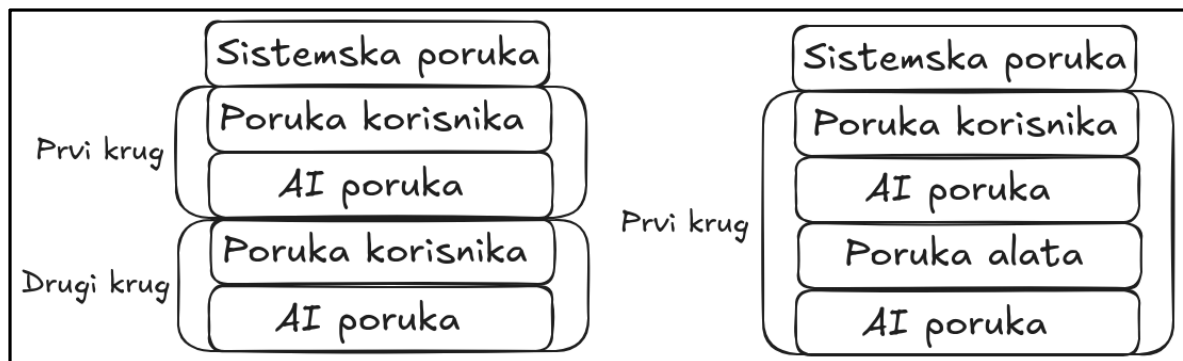 Sistemska poruka
Prvi krug
Poruka korisnika
AI poruka
Drugi krug
Poruka korisnika
AI poruka
Sistemska poruka
Prvi krug
Poruka korisnika
AI poruka
Poruka alata
AI poruka